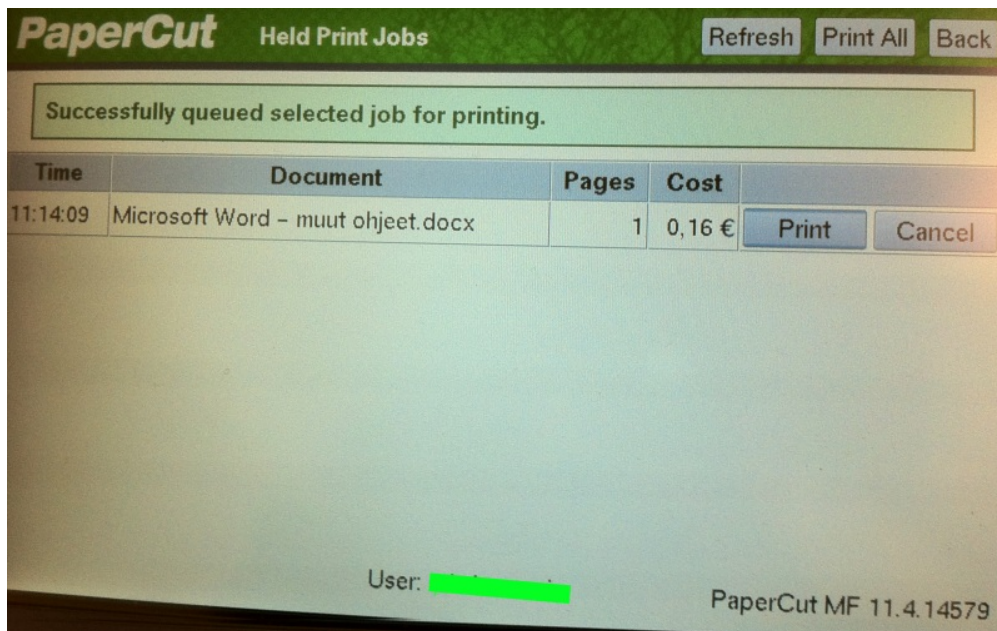 PaperCut Held Print Jobs Refresh Print All Back
Successfully queued selected job for printing.
Time Document Pages Cost
11:14:09 Microsoft Word – muut ohjeet.docx 1 0,16 € Print Cancel
User:
PaperCut MF 11.4.14579